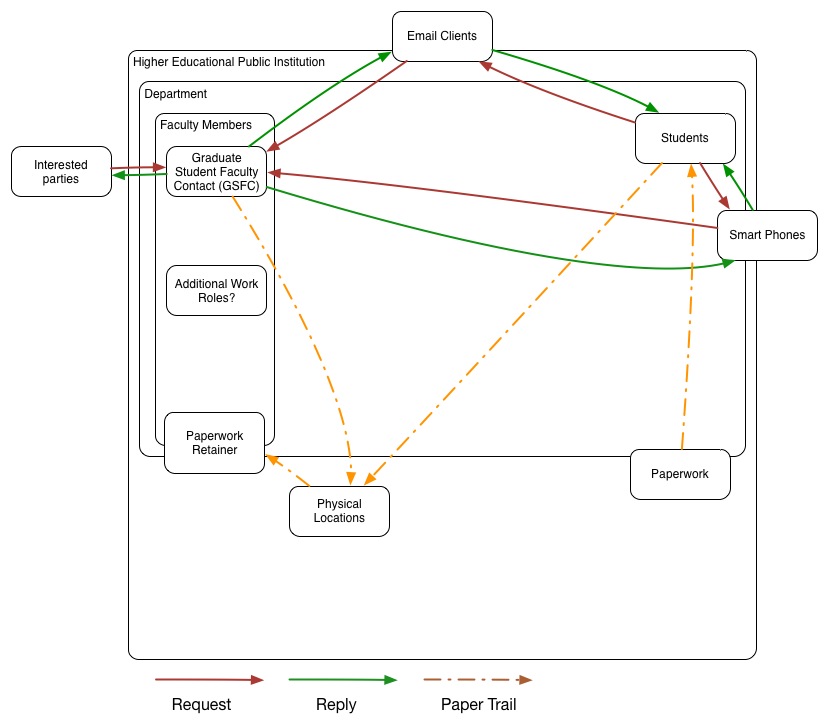 Email Clients
Higher Educational Public Institution
Department
Faculty Members
Students
Interested
parties
Graduate
Student Faculty
Contact (GSFC)
Smart Phones
Additional Work
Roles?
Paperwork
Retainer
Paperwork
Physical
Locations
Request
Reply
Paper Trail